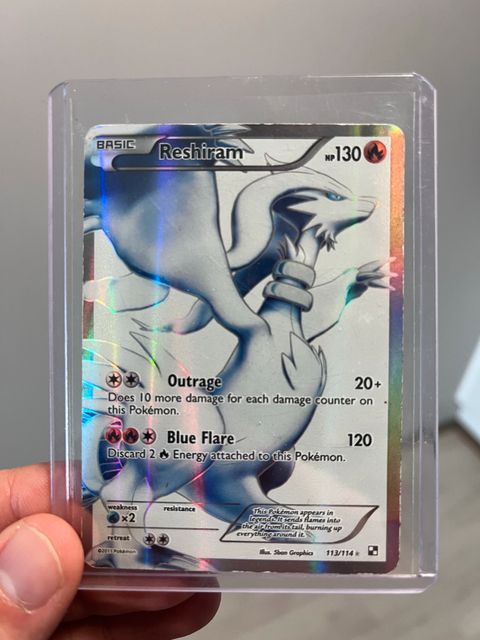 BASIC Reshiram HP130
Outrage 20+
Does 10 more damage for each damage counter on
this Pokémon.
Blue Flare 120
Discard 2 Energy attached to this Pokémon.
weakness resistance
×2
retreat
This Pokémon appears in
legends. It sends flames into
the air from its tail, burning up
everything around it.
©2011 Pokémon Illus. 5ban Graphics 113/114